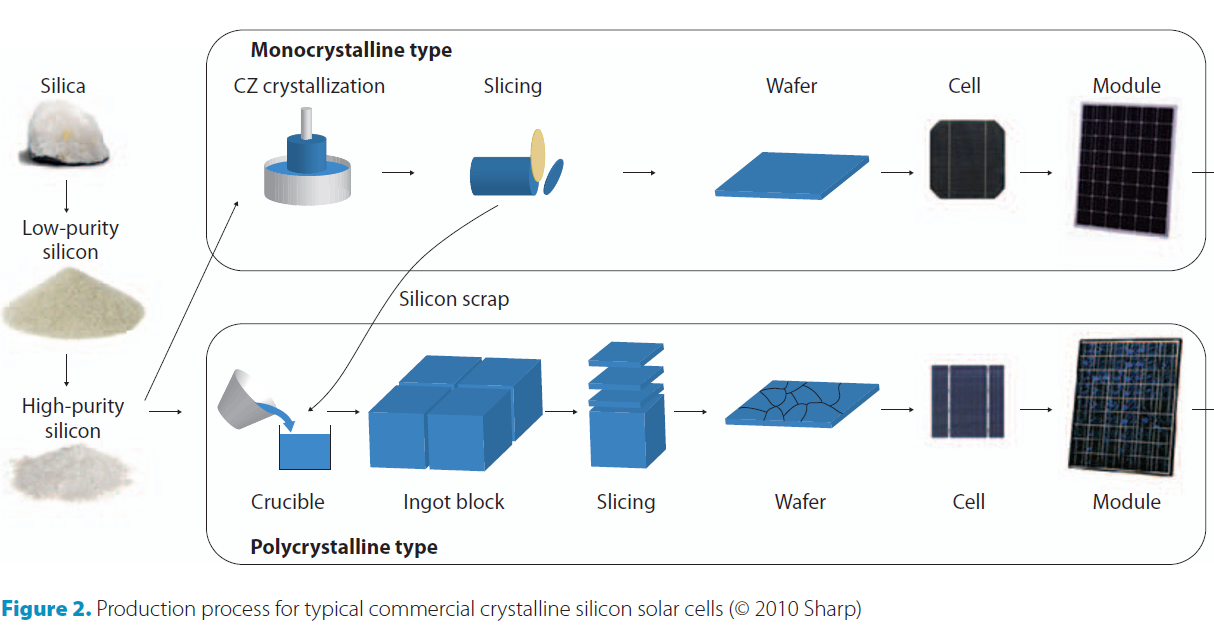 Monocrystalline type
Silica
CZ crystallization
Slicing
Wafer
Cell
Module
Low-purity
silicon
Silicon scrap
High-purity
silicon
Crucible
Ingot block
Slicing
Wafer
Cell
Module
Polycrystalline type
Figure 2. Production process for typical commercial crystalline silicon solar cells (© 2010 Sharp)